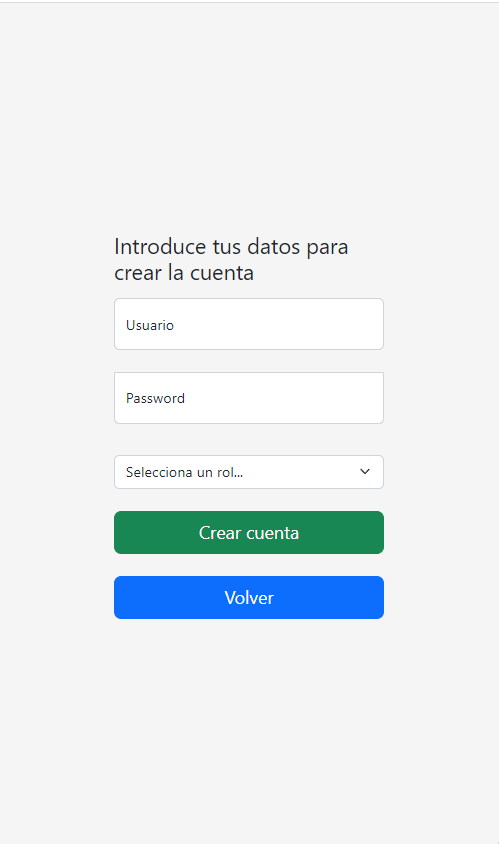 Introduce tus datos para
crear la cuenta
Usuario
Password
Selecciona un rol...
Crear cuenta
Volver